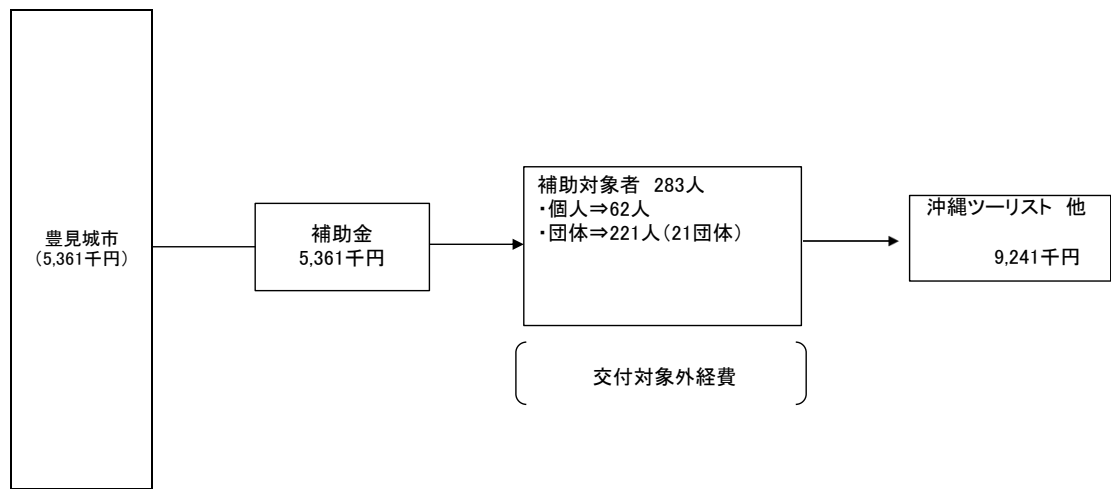 豊見城市
（5,361千円）
補助金
5,361千円
補助対象者　283人
・個人⇒62人
・団体⇒221人（21団体）
交付対象外経費
沖縄ツーリスト　他
9,241千円